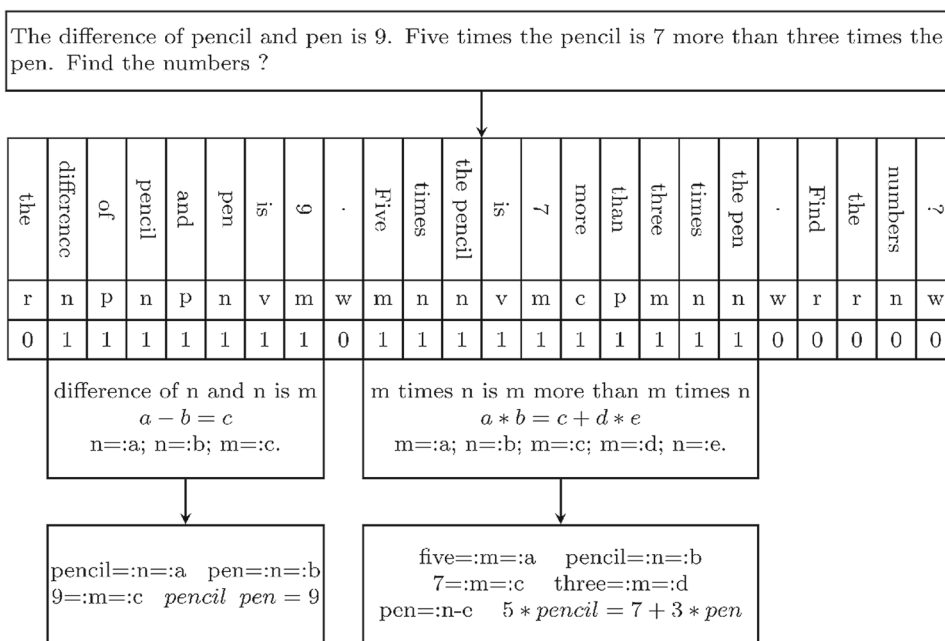 The difference of pencil and pen is 9. Five times the pencil is 7 more than three times the
pen. Find the numbers ?
the difference of pencil and pen is 9 . Five times the pencil is 7 more than three times the pen . Find the numbers ?
r n p n p n v m w m n n v m c p m n n w r r n w
0 1 1 1 1 1 1 1 0 1 1 1 1 1 1 1 1 1 1 0 0 0 0 0
difference of n and n is m
a − b = c
n=:a; n=:b; m=:c.
m times n is m more than m times n
a ∗ b = c + d ∗ e
m=:a; n=:b; m=:c; m=:d; n=:e.
pencil=:n=:a pen=:n=:b
9=:m=:c pencil pen = 9
five=:m=:a pencil=:n=:b
7=:m=:c three=:m=:d
pen=:n-e 5 ∗ pencil = 7 + 3 ∗ pen